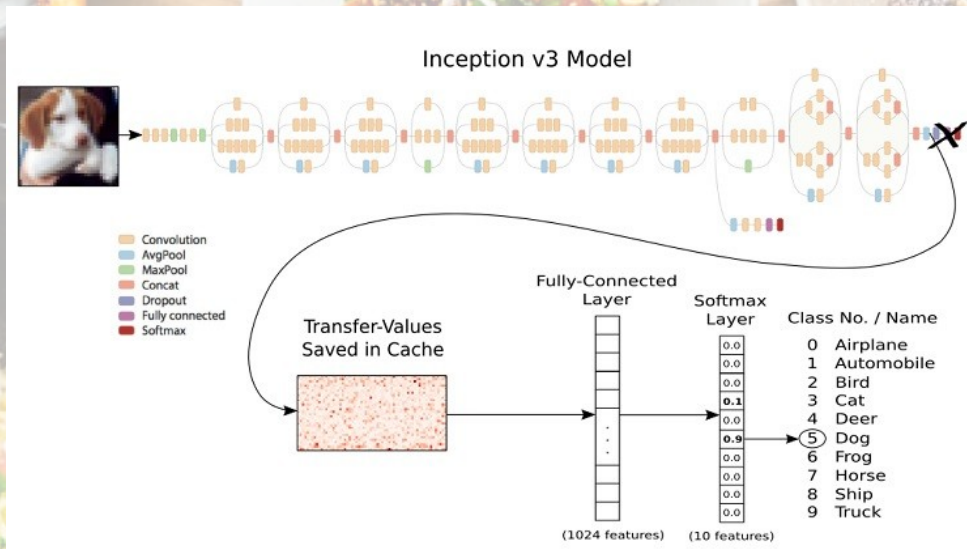 Inception v3 Model
Convolution
AvgPool
MaxPool
Concat
Dropout
Fully connected
Softmax
Transfer-Values
Saved in Cache
Fully-Connected
Layer
(1024 features)
Softmax
Layer
0.0
0.0
0.0
0.1
0.0
0.9
0.0
0.0
0.0
0.0
(10 features)
Class No. / Name
0 Airplane
1 Automobile
2 Bird
3 Cat
4 Deer
5 Dog
6 Frog
7 Horse
8 Ship
9 Truck